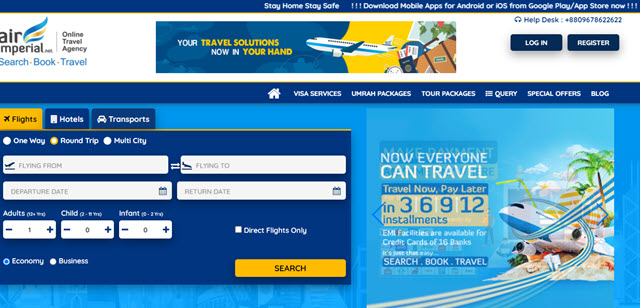 Stay Home Stay Safe
! ! ! Download Mobile Apps for Android or iOS from Google Play/App Store now ! ! !
air
imperial.net
Online
Travel
Agency
Search - Book - Travel
YOUR TRAVEL SOLUTIONS
NOW IN YOUR HAND
Help Desk : +8809678622622
LOG IN
REGISTER
VISA SERVICES
UMRAH PACKAGES
TOUR PACKAGES
QUERY
SPECIAL OFFERS
BLOG
Flights
Hotels
Transports
One Way
Round Trip
Multi City
FLYING FROM
FLYING TO
DEPARTURE DATE
RETURN DATE
Adults (12+ Yrs)
Child (2 - 11 Yrs)
Infant (0 - 2 Yrs)
1
0
0
Direct Flights Only
Economy
Business
SEARCH
MAKE PAYMENT
NOW EVERYONE
CAN TRAVEL
Travel Now, Pay Later
in 3 6 9 12
installments
EMI Facilities are available for
Credit Cards of 16 Banks
It's just that easy...
SEARCH . BOOK . TRAVEL